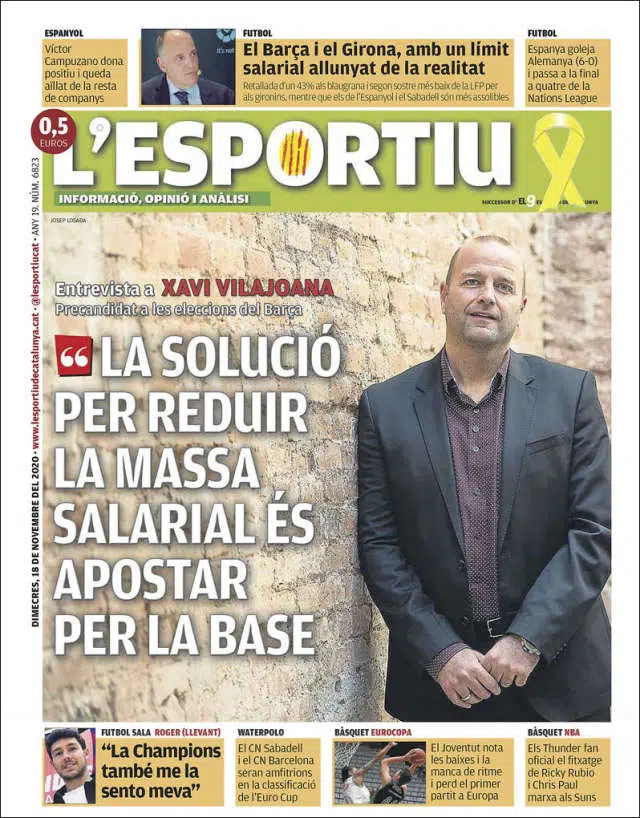 ESPANYOL
Víctor
Campuzano dona
positiu i queda
aïllat de la resta
de companys
It's net
FUTBOL
El Barça i el Girona, amb un límit
salarial allunyat de la realitat
Retallada d'un 43% als blaugrana i segon sostre més baix de la LFP per
als gironins, mentre que els de l'Espanyol i el Sabadell són més assolibles
FUTBOL
Espanya goleja
Alemanya (6-0)
i passa a la final
a quatre de la
Nations League
0,5
EUROS
L'ESPORTIU
INFORMACIÓ, OPINIÓ I ANÀLISI
SUCCESSOR D' EL9
DIMECRES, 18 DE NOVEMBRE DEL 2020 • www.lesportiudecatalunya.cat • @lesportiucat • ANY 19. NÚM. 6823
JOSEP LOSADA
Entrevista a XAVI VILAJOANA
Precandidat a les eleccions del Barça
“LA SOLUCIÓ
PER REDUIR
LA MASSA
SALARIAL ÉS
APOSTAR
PER LA BASE
FUTBOL SALA ROGER (LLEVANT)
“La Champions
també me la
sento meva”
WATERPOLO
El CN Sabadell
i el CN Barcelona
seran amfitrions
en la classificació
de l'Euro Cup
BÀSQUET EUROCOPA
El Joventut nota
les baixes i la
manca de ritme
i perd el primer
partit a Europa
BÀSQUET NBA
Els Thunder fan
oficial el fitxatge
de Ricky Rubio
i Chris Paul
marxa als Suns